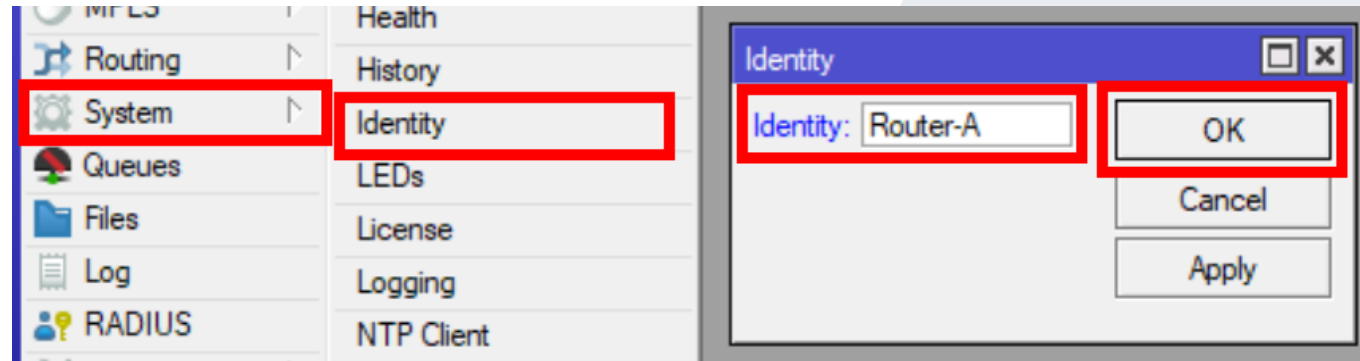 MPLS
Routing
System
Queues
Files
Log
RADIUS
Health
History
Identity
LEDs
License
Logging
NTP Client
Identity
Identity: Router-A
OK
Cancel
Apply